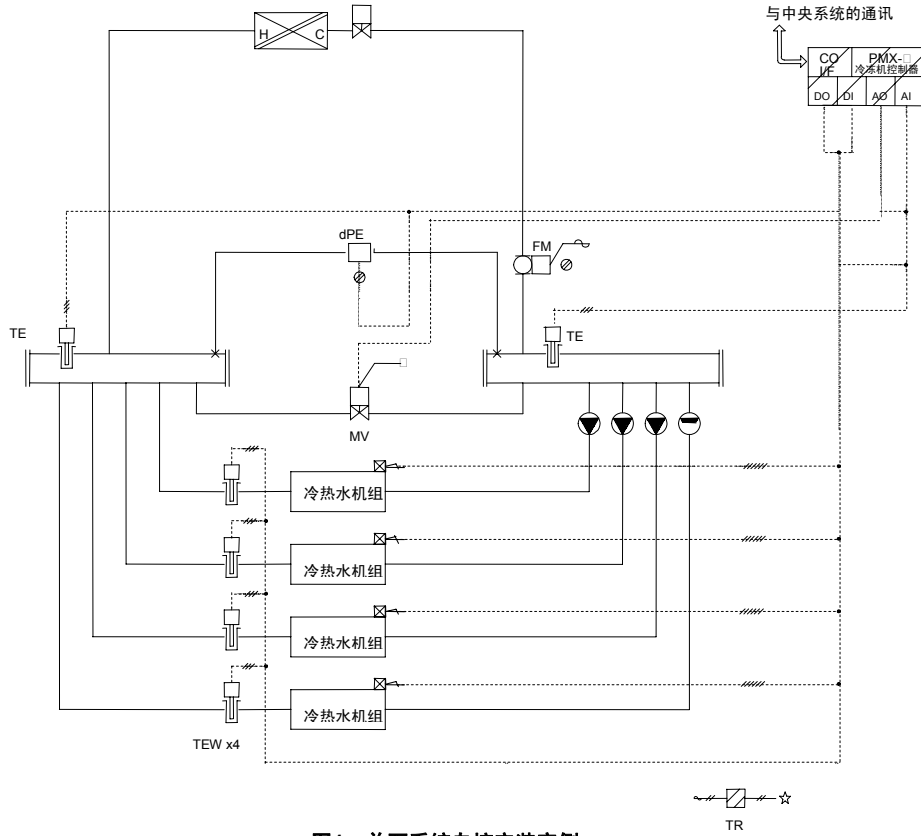 与中央系统的通讯
H C
CO I/F
PMX-□
冷冻机控制器
DO DI AO AI
dPE
FM
TE
TE
MV
冷热水机组
冷热水机组
冷热水机组
冷热水机组
TEW x4
TR